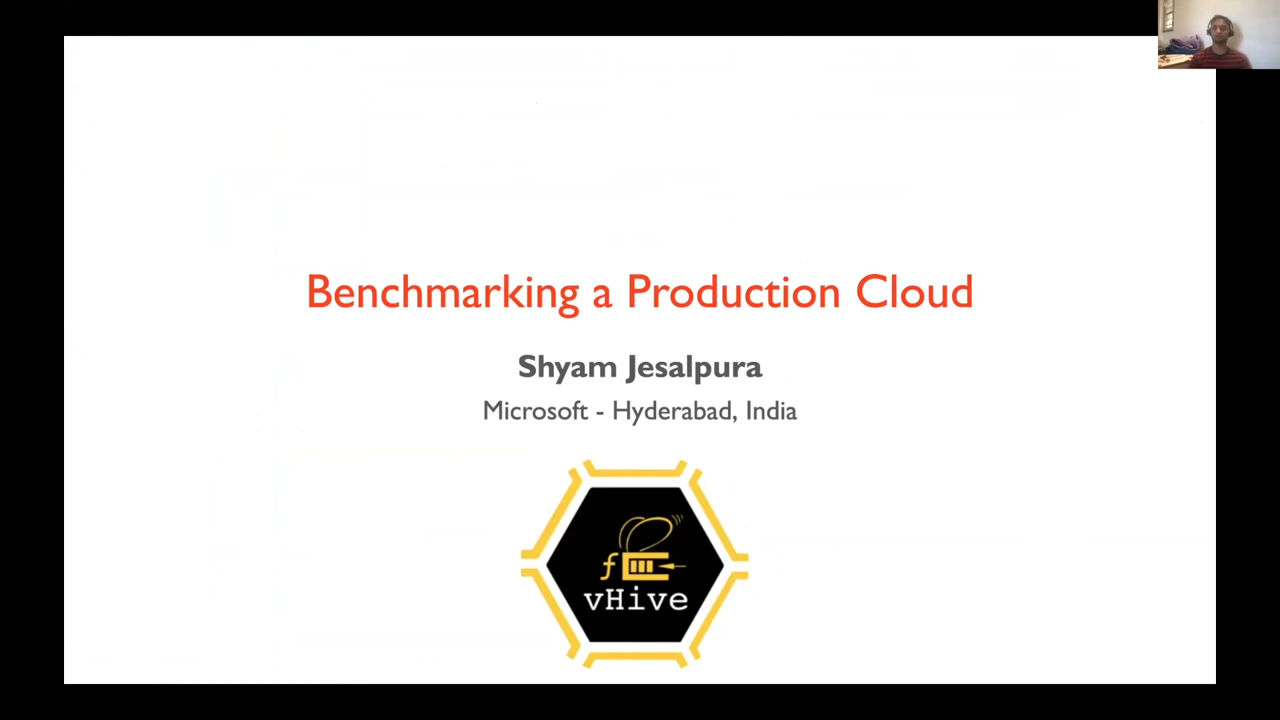 Benchmarking a Production Cloud
Shyam Jesalpura
Microsoft - Hyderabad, India
f
vHive